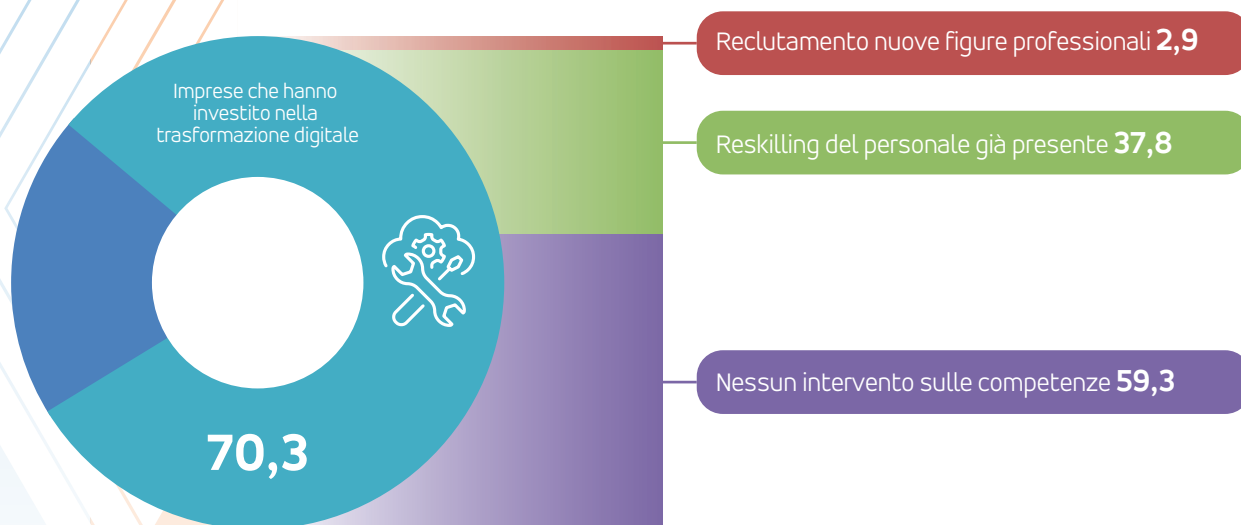 Imprese che hanno
investito nella
trasformazione digitale
70,3
Reclutamento nuove figure professionali 2,9
Reskilling del personale già presente 37,8
Nessun intervento sulle competenze 59,3